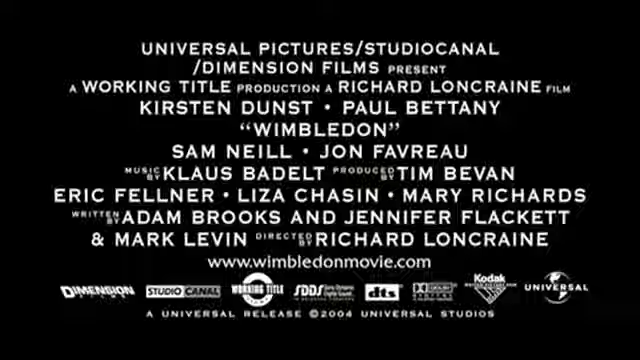 UNIVERSAL PICTURES/STUDIOCANAL
/DIMENSION FILMS PRESENT
A WORKING TITLE PRODUCTION A RICHARD LONCRAINE FILM
KIRSTEN DUNST • PAUL BETTANY
“WIMBLEDON”
SAM NEILL • JON FAVREAU
MUSIC BY KLAUS BADELT PRODUCED BY TIM BEVAN
ERIC FELLNER • LIZA CHASIN • MARY RICHARDS
WRITTEN BY ADAM BROOKS AND JENNIFER FLACKETT
& MARK LEVIN DIRECTED BY RICHARD LONCRAINE
www.wimbledonmovie.com
DIMENSION FILMS STUDIO CANAL WORKING TITLE SDDS dts DOLBY DIGITAL Kodak UNIVERSAL
A UNIVERSAL RELEASE ©2004 UNIVERSAL STUDIOS